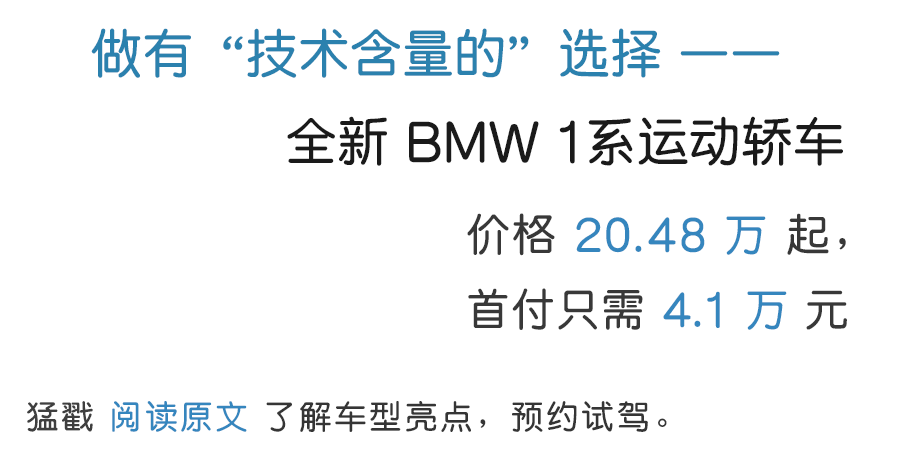 做有“技术含量的”选择 一一
全新 BMW 1系运动轿车
价格 20.48 万 起，
首付只需 4.1 万 元
猛戳 阅读原文 了解车型亮点，预约试驾。